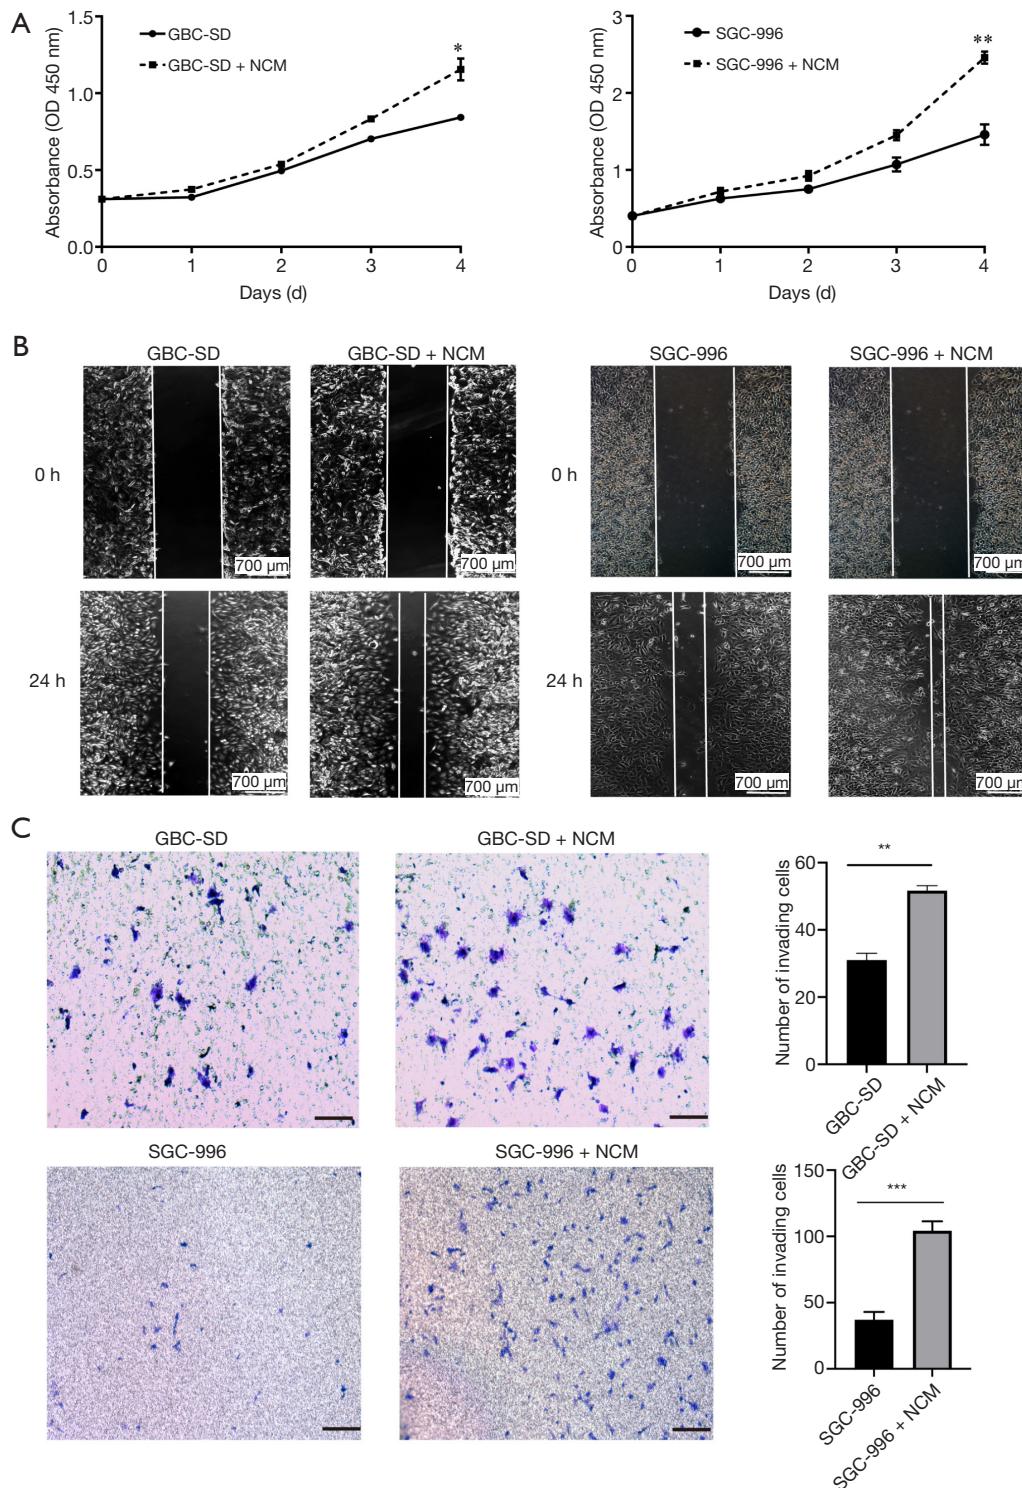 A
Absorbance (OD 450 nm)
1.5
1.0
0.5
0.0
GBC-SD
GBC-SD + NCM
*
0 1 2 3 4
Days (d)
Absorbance (OD 450 nm)
3
2
1
0
SGC-996
SGC-996 + NCM
**
0 1 2 3 4
Days (d)
B
GBC-SD GBC-SD + NCM SGC-996 SGC-996 + NCM
0 h 0 h
700 µm 700 µm 700 µm 700 µm
24 h 24 h
700 µm 700 µm 700 µm 700 µm
C
GBC-SD GBC-SD + NCM
Number of invading cells
60
40
20
0
**
GBC-SD
GBC-SD + NCM
SGC-996 SGC-996 + NCM
Number of invading cells
150
100
50
0
***
SGC-996
SGC-996 + NCM